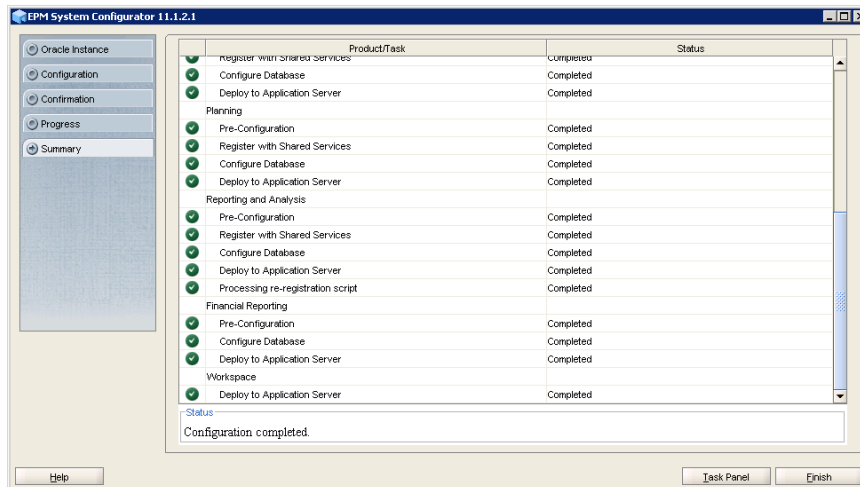 EPM System Configurator 11.1.2.1
Oracle Instance
Configuration
Confirmation
Progress
Summary
Product/Task Status
Register with Shared Services Completed
Configure Database Completed
Deploy to Application Server Completed
Planning
Pre-Configuration Completed
Register with Shared Services Completed
Configure Database Completed
Deploy to Application Server Completed
Reporting and Analysis
Pre-Configuration Completed
Register with Shared Services Completed
Configure Database Completed
Deploy to Application Server Completed
Processing re-registration script Completed
Financial Reporting
Pre-Configuration Completed
Configure Database Completed
Deploy to Application Server Completed
Workspace
Deploy to Application Server Completed
Status
Configuration completed.
Help Task Panel Finish